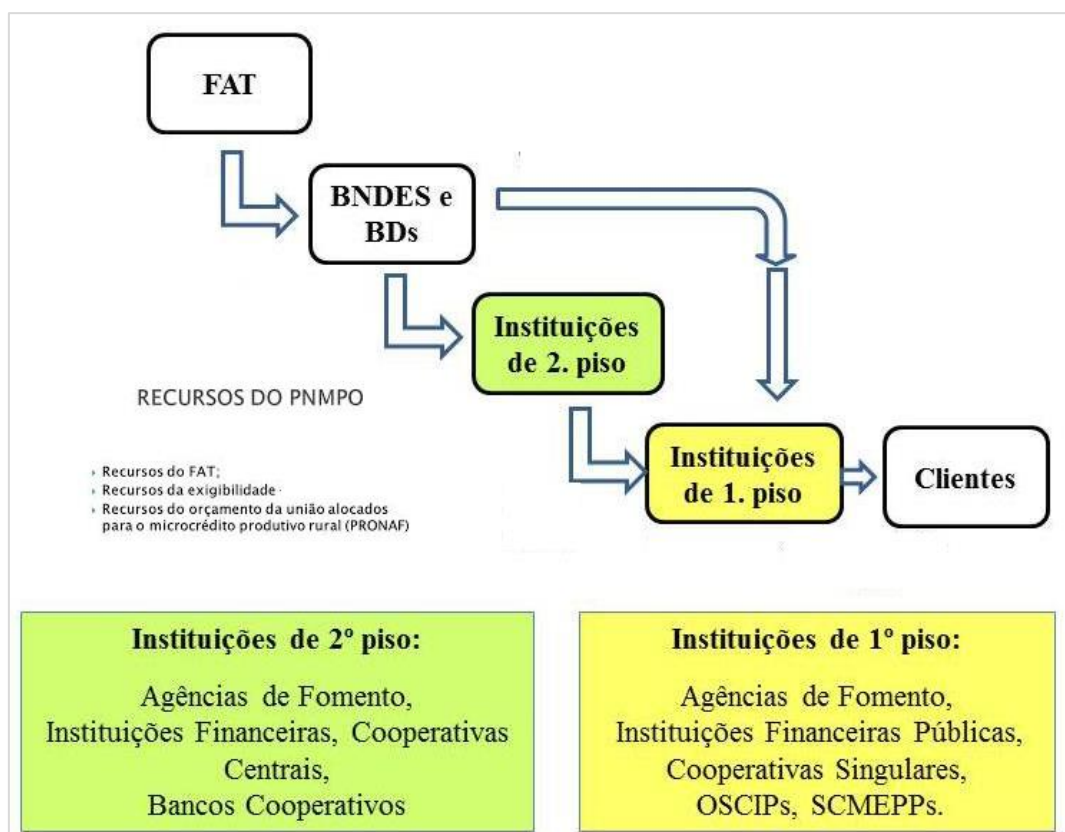 FAT
BNDES e
BDs
Instituições
de 2. piso
RECURSOS DO PNMPO
Instituições
de 1. piso
Clientes
Recursos do FAT;
Recursos da exigibilidade
Recursos do orçamento da união alocados
para o microcrédito produtivo rural (PRONAF)
Instituições de 2º piso:
Agências de Fomento,
Instituições Financeiras, Cooperativas
Centrais,
Bancos Cooperativos
Instituições de 1º piso:
Agências de Fomento,
Instituições Financeiras Públicas,
Cooperativas Singulares,
OSCIPs, SCMEPPs.